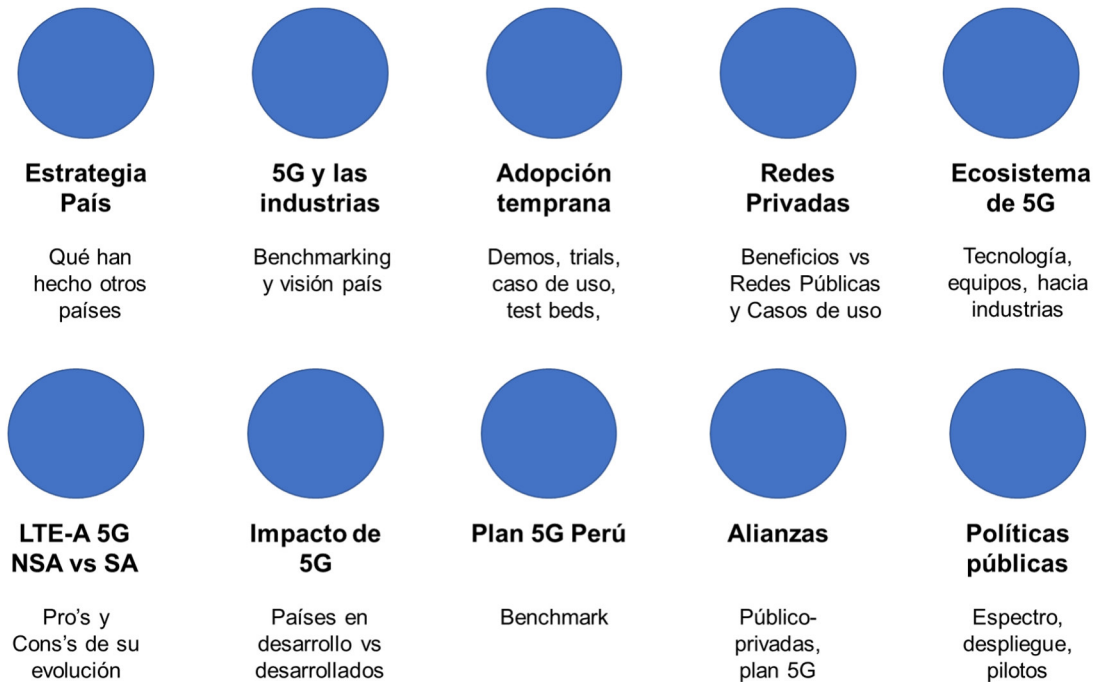 Estrategia
País
Qué han
hecho otros
países
5G y las
industrias
Benchmarking
y visión país
Adopción
temprana
Demos, trials,
caso de uso,
test beds,
Redes
Privadas
Beneficios vs
Redes Públicas
y Casos de uso
Ecosistema
de 5G
Tecnología,
equipos, hacia
industrias
LTE-A 5G
NSA vs SA
Pro’s y
Cons’s de su
evolución
Impacto de
5G
Países en
desarrollo vs
desarrollados
Plan 5G Perú
Benchmark
Alianzas
Público-
privadas,
plan 5G
Políticas
públicas
Espectro,
despliegue,
pilotos